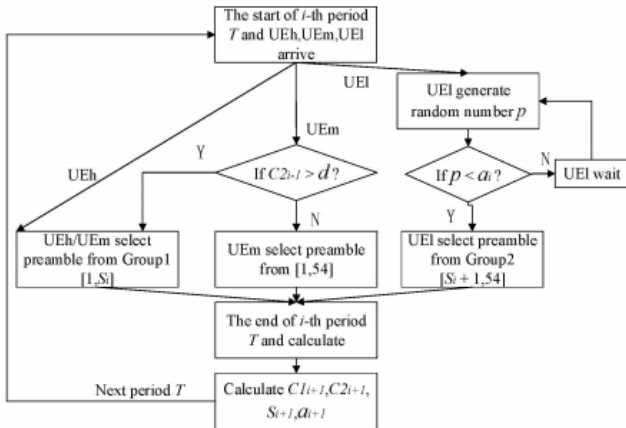 The start of i-th period
T and UEh,UEm,UEl
arrive
UEl
UEl generate
random number p
UEm
UEh
Y
If C2i-1 > d ?
N
If p < ai ?
N
UEl wait
Y
UEh/UEm select
preamble from Group1
[1,Si]
UEm select preamble
from [1,54]
UEl select preamble
from Group2
[Si + 1,54]
The end of i-th period
T and calculate
Next period T
Calculate C1i+1,C2i+1,
Si+1,ai+1